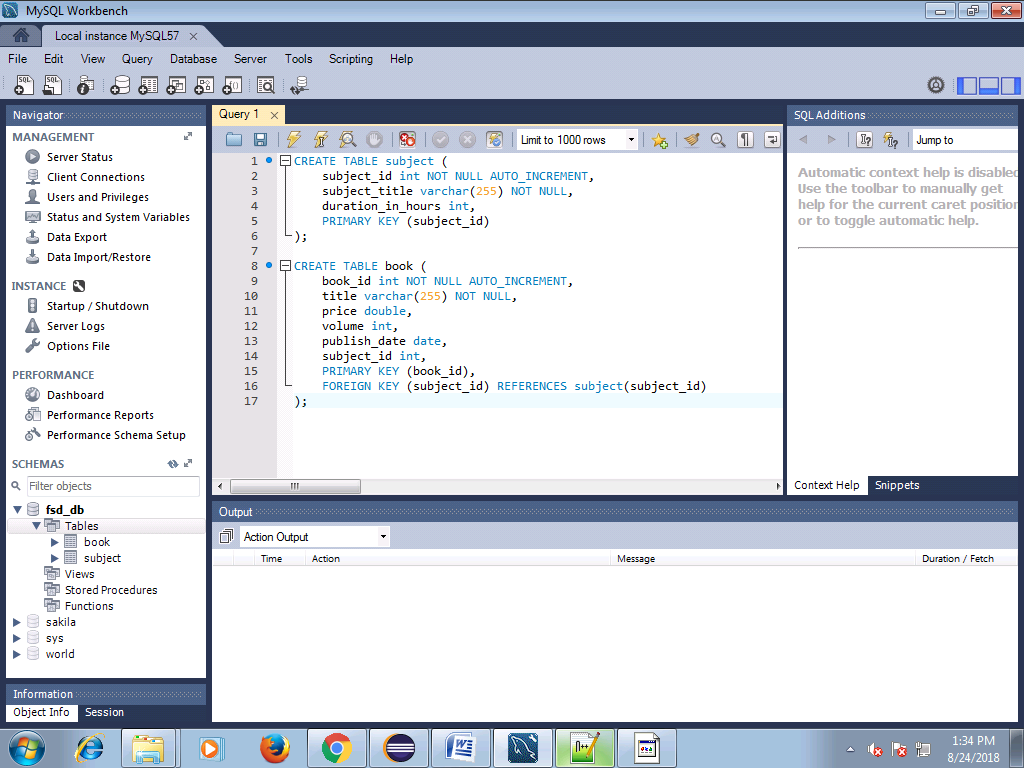 MySQL Workbench
Local instance MySQL57
File Edit View Query Database Server Tools Scripting Help
Navigator
MANAGEMENT
Server Status
Client Connections
Users and Privileges
Status and System Variables
Data Export
Data Import/Restore
INSTANCE
Startup / Shutdown
Server Logs
Options File
PERFORMANCE
Dashboard
Performance Reports
Performance Schema Setup
SCHEMAS
Filter objects
fsd_db
Tables
book
subject
Views
Stored Procedures
Functions
sakila
sys
world
Information
Object Info Session
Query 1
Limit to 1000 rows
1 CREATE TABLE subject (
2 subject_id int NOT NULL AUTO_INCREMENT,
3 subject_title varchar(255) NOT NULL,
4 duration_in_hours int,
5 PRIMARY KEY (subject_id)
6 );
7
8 CREATE TABLE book (
9 book_id int NOT NULL AUTO_INCREMENT,
10 title varchar(255) NOT NULL,
11 price double,
12 volume int,
13 publish_date date,
14 subject_id int,
15 PRIMARY KEY (book_id),
16 FOREIGN KEY (subject_id) REFERENCES subject(subject_id)
17 );
SQL Additions
Jump to
Automatic context help is disabled
Use the toolbar to manually get
help for the current caret position
or to toggle automatic help.
Context Help Snippets
Output
Action Output
Time Action Message Duration / Fetch
1:34 PM
8/24/2018